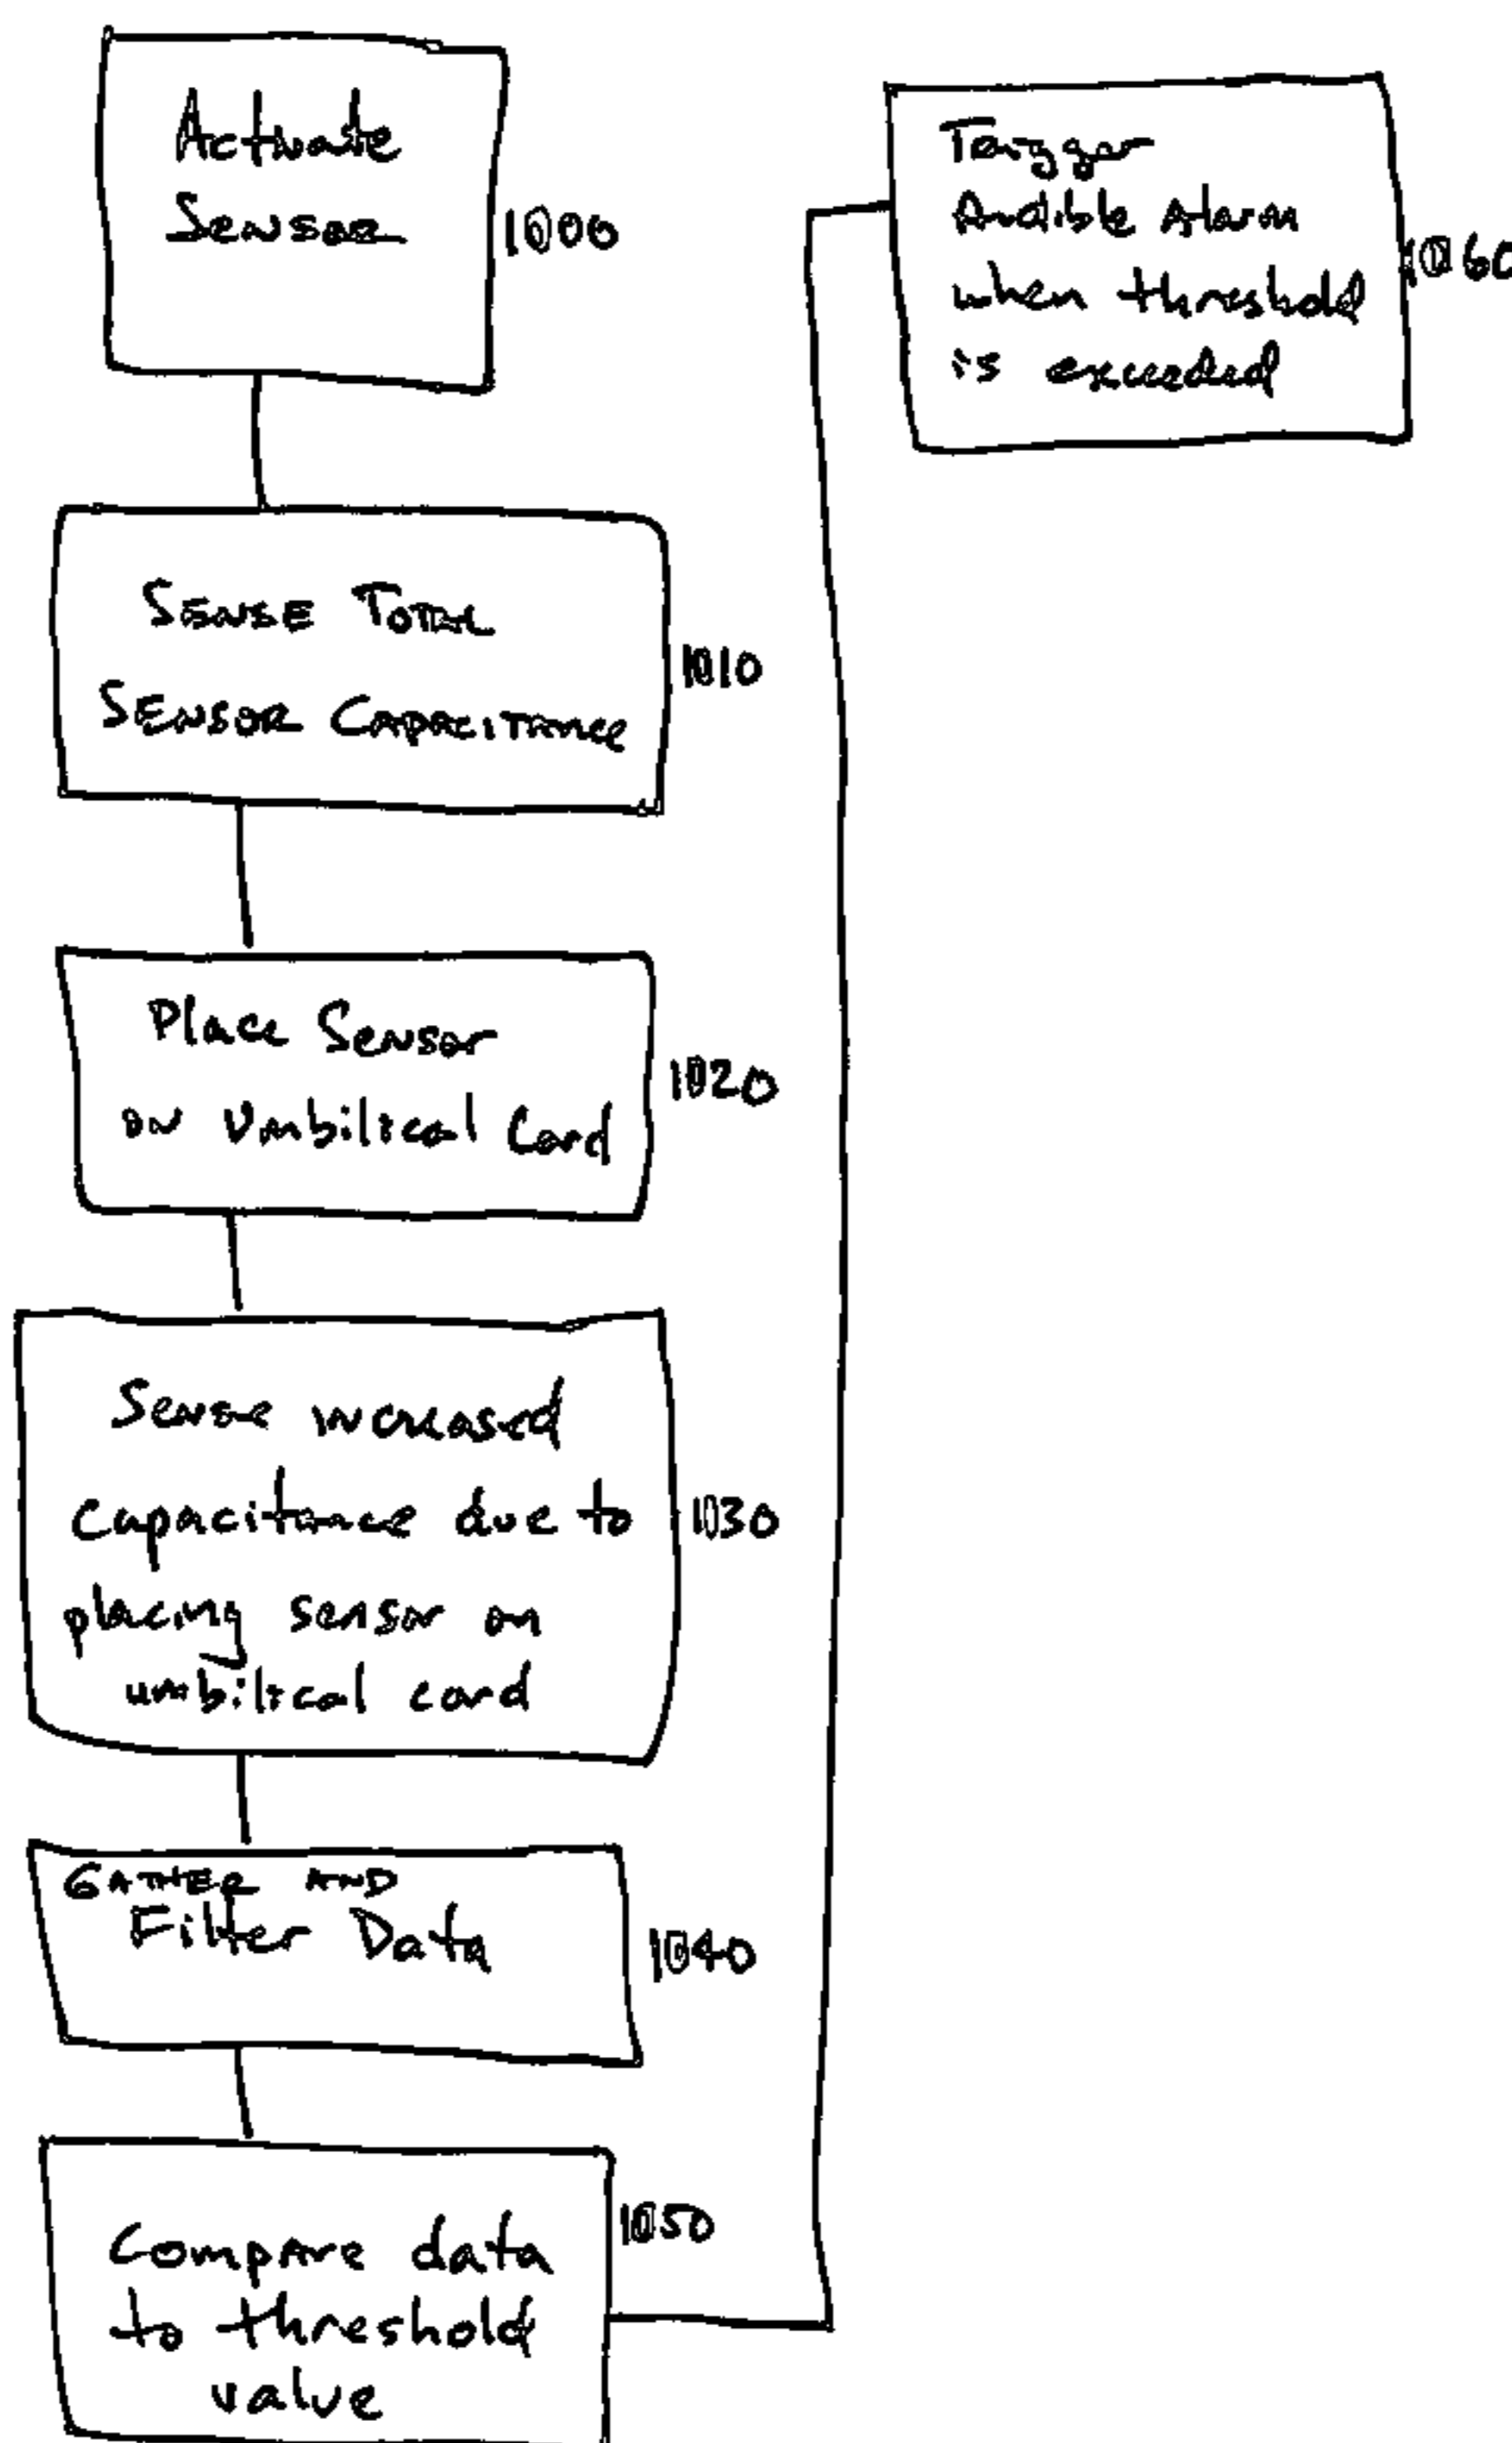 Activate
Sensor
1000
SENSE TOTAL
SENSOR CAPACITANCE
1010
Place Sensor
on Umbilical Cord
1020
Sense increased
capacitance due to
placing sensor on
umbilical cord
1030
GATHER AND
Filter Data
1040
Compare data
to threshold
value
1050
Trigger
Audible Alarm
when threshold
is exceeded
1060